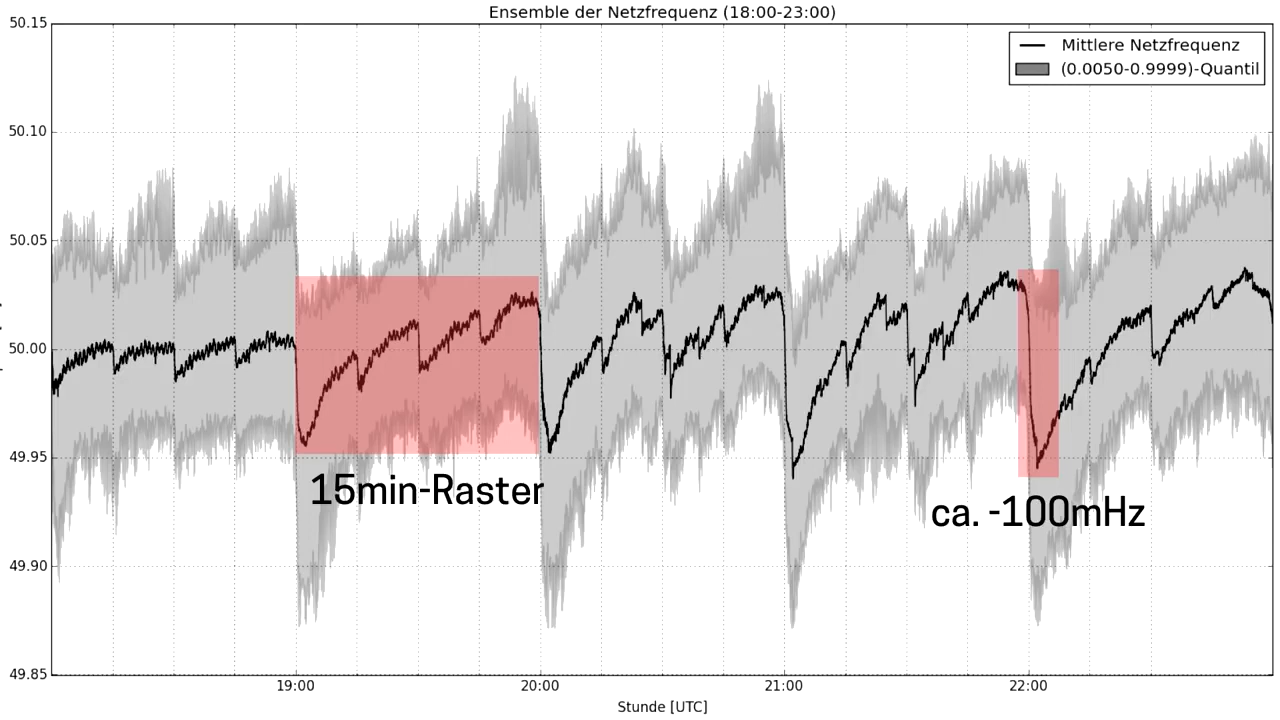 Ensemble der Netzfrequenz (18:00-23:00)
50.15
Mittlere Netzfrequenz
(0.0050-0.9999)-Quantil
50.10
50.05
50.00
49.95
15min-Raster
ca. -100mHz
49.90
49.85
19:00 20:00 21:00 22:00
Stunde [UTC]